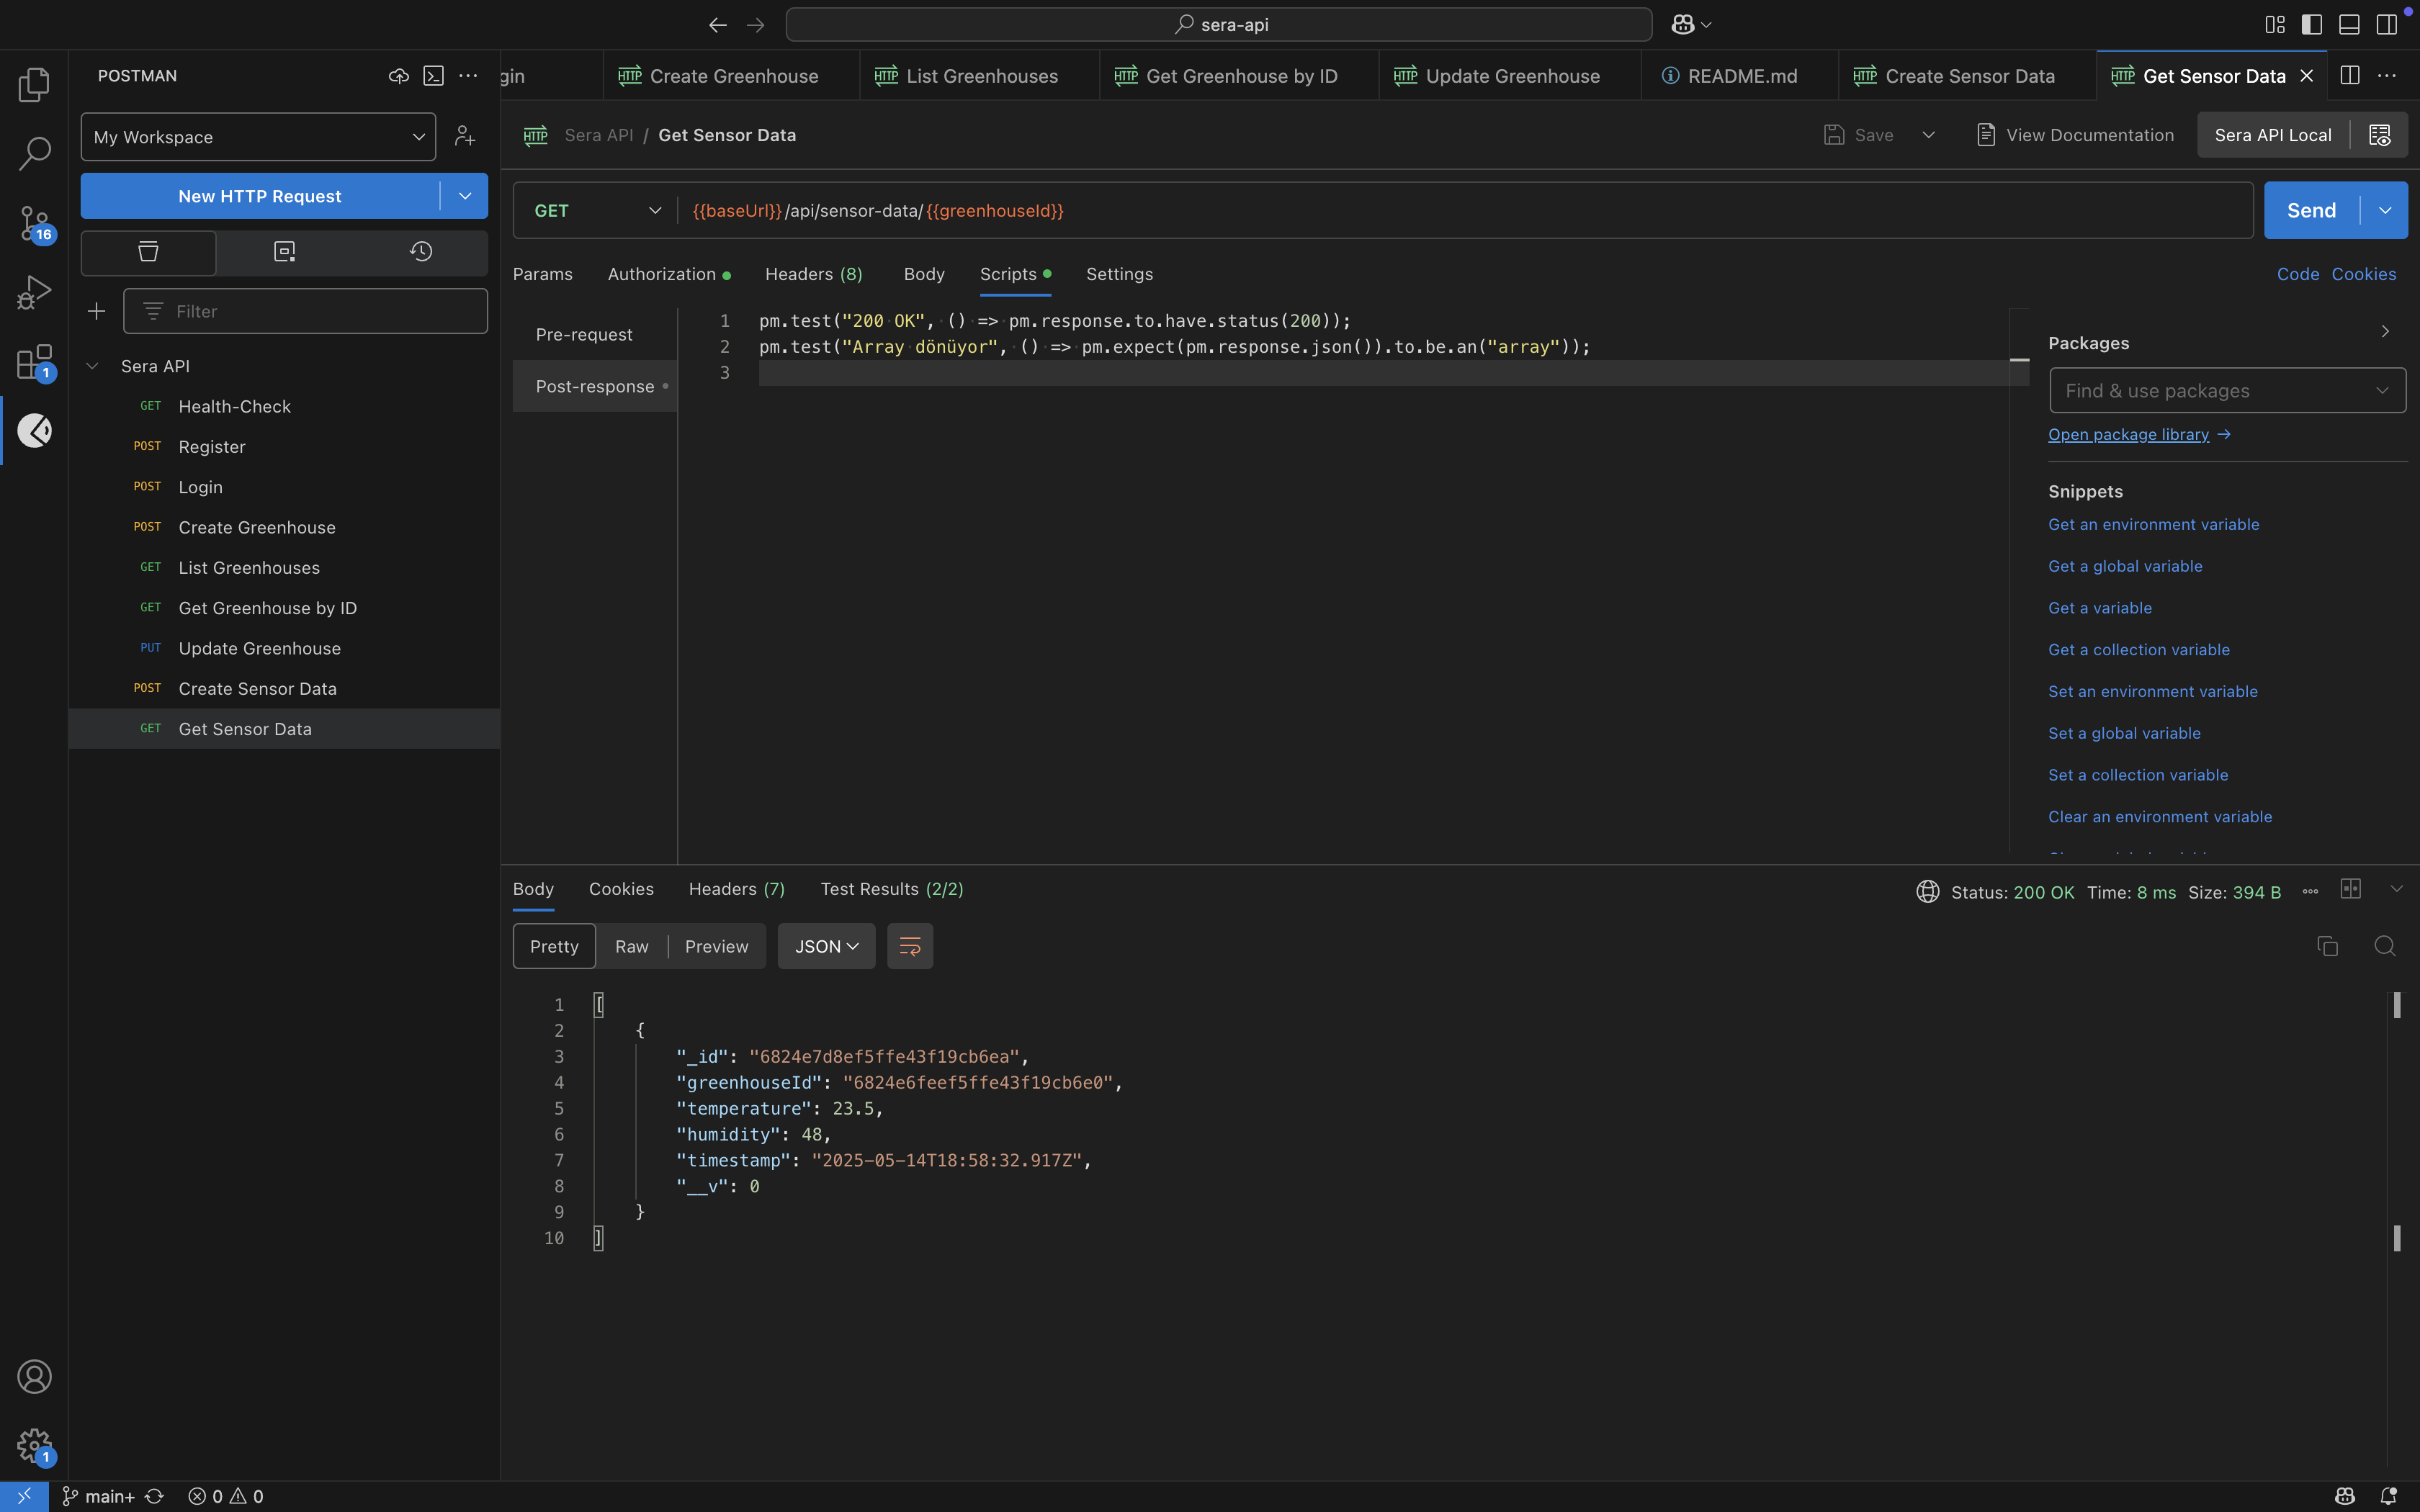 sera-api
POSTMAN
gin
Create Greenhouse
List Greenhouses
Get Greenhouse by ID
Update Greenhouse
README.md
Create Sensor Data
Get Sensor Data
My Workspace
New HTTP Request
Filter
Sera API
GET Health-Check
POST Register
POST Login
POST Create Greenhouse
GET List Greenhouses
GET Get Greenhouse by ID
PUT Update Greenhouse
POST Create Sensor Data
GET Get Sensor Data
16
1
1
HTTP Sera API / Get Sensor Data
Save
View Documentation
Sera API Local
GET {{baseUrl}}/api/sensor-data/{{greenhouseId}}
Send
Params Authorization Headers (8) Body Scripts Settings
Code Cookies
Pre-request
Post-response
1 pm.test("200 OK", () => pm.response.to.have.status(200));
2 pm.test("Array dönüyor", () => pm.expect(pm.response.json()).to.be.an("array"));
3
Packages
Find & use packages
Open package library →
Snippets
Get an environment variable
Get a global variable
Get a variable
Get a collection variable
Set an environment variable
Set a global variable
Set a collection variable
Clear an environment variable
Body Cookies Headers (7) Test Results (2/2)
Status: 200 OK Time: 8 ms Size: 394 B
Pretty Raw Preview JSON
1 [
2 {
3 "_id": "6824e7d8ef5ffe43f19cb6ea",
4 "greenhouseId": "6824e6feef5ffe43f19cb6e0",
5 "temperature": 23.5,
6 "humidity": 48,
7 "timestamp": "2025-05-14T18:58:32.917Z",
8 "__v": 0
9 }
10 ]
main+ 0 0